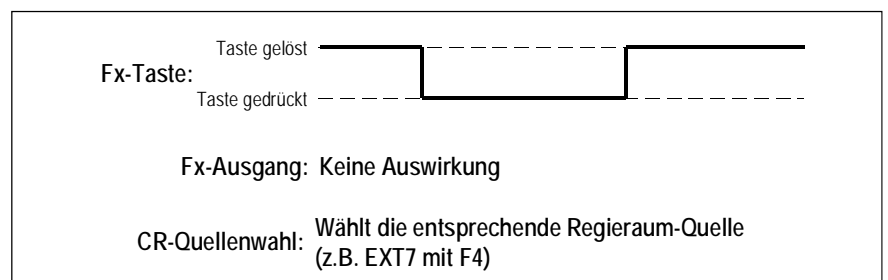 Taste gelöst
Fx-Taste:
Taste gedrückt
Fx-Ausgang: Keine Auswirkung
CR-Quellenwahl: Wählt die entsprechende Regieraum-Quelle
(z.B. EXT7 mit F4)